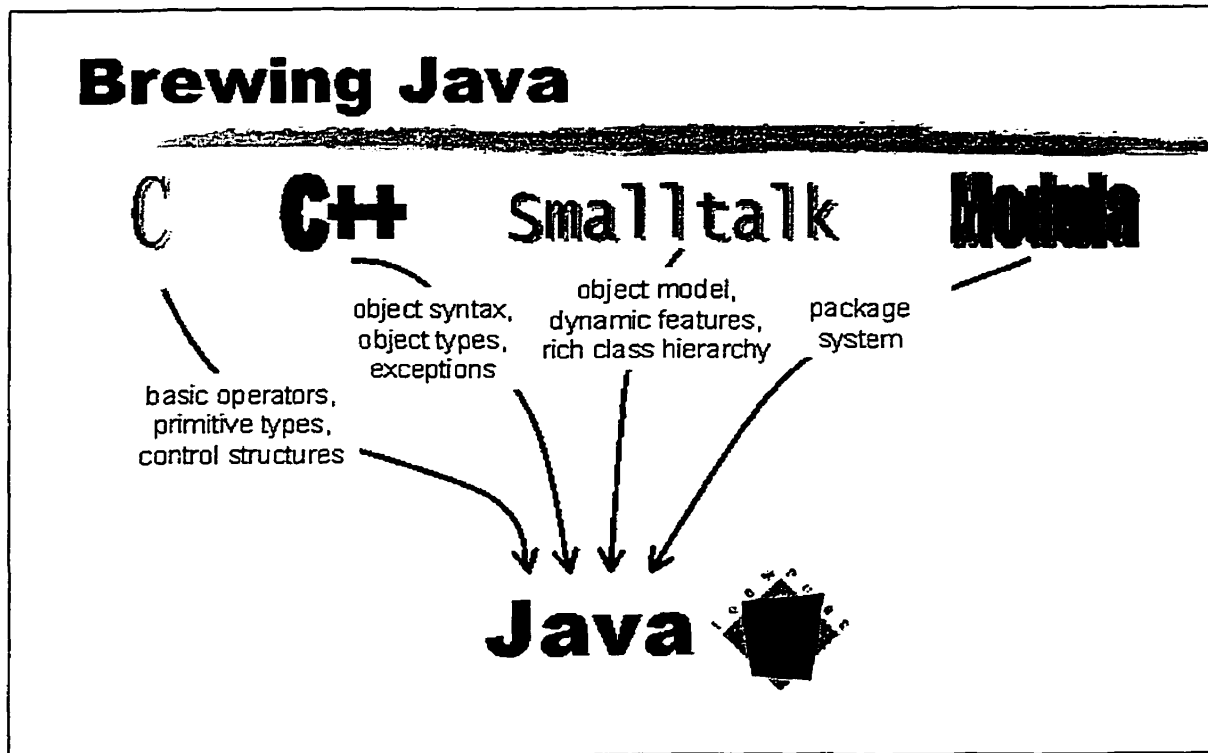 Brewing Java
C
C++
Smalltalk
Modula
object syntax,
object types,
exceptions
object model,
dynamic features,
rich class hierarchy
package
system
basic operators,
primitive types,
control structures
Java